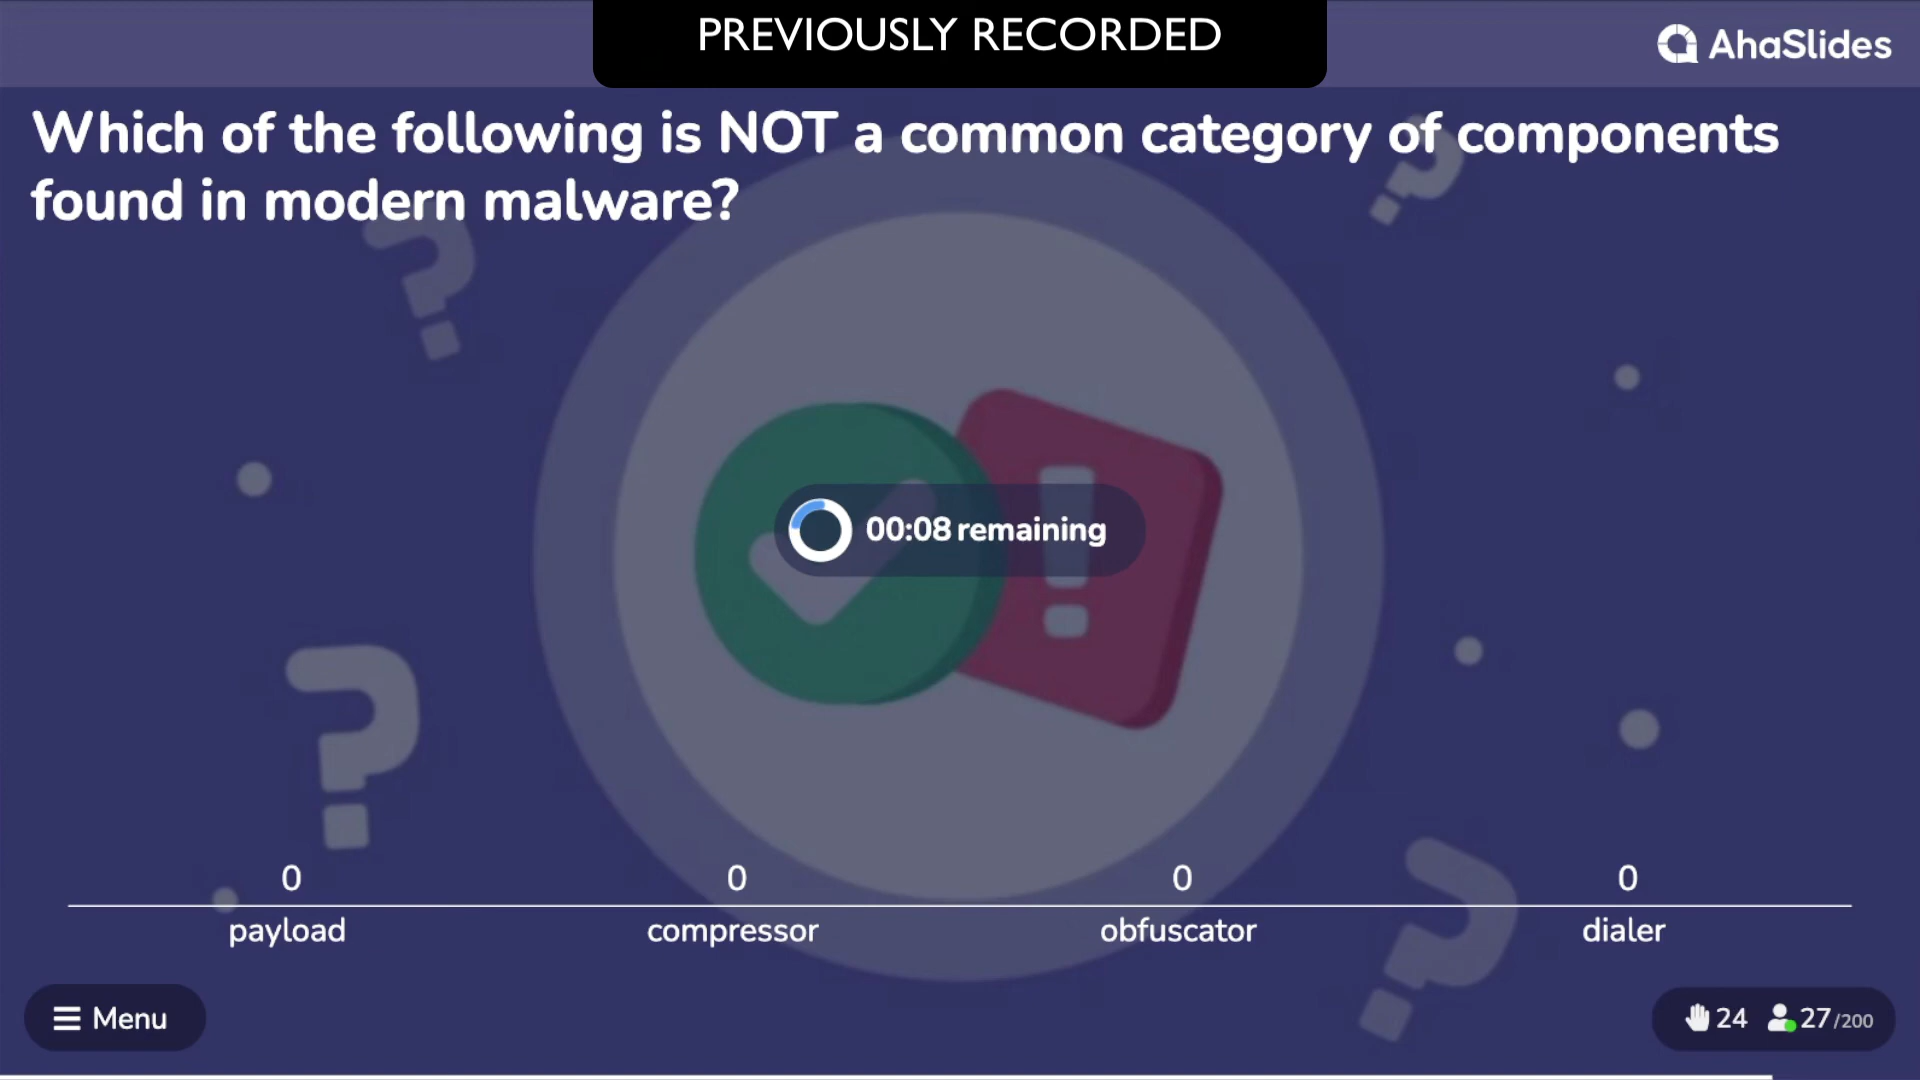 PREVIOUSLY RECORDED
AhaSlides
Which of the following is NOT a common category of components
found in modern malware?
00:08 remaining
0 0 0 0
payload compressor obfuscator dialer
Menu
24 27/200